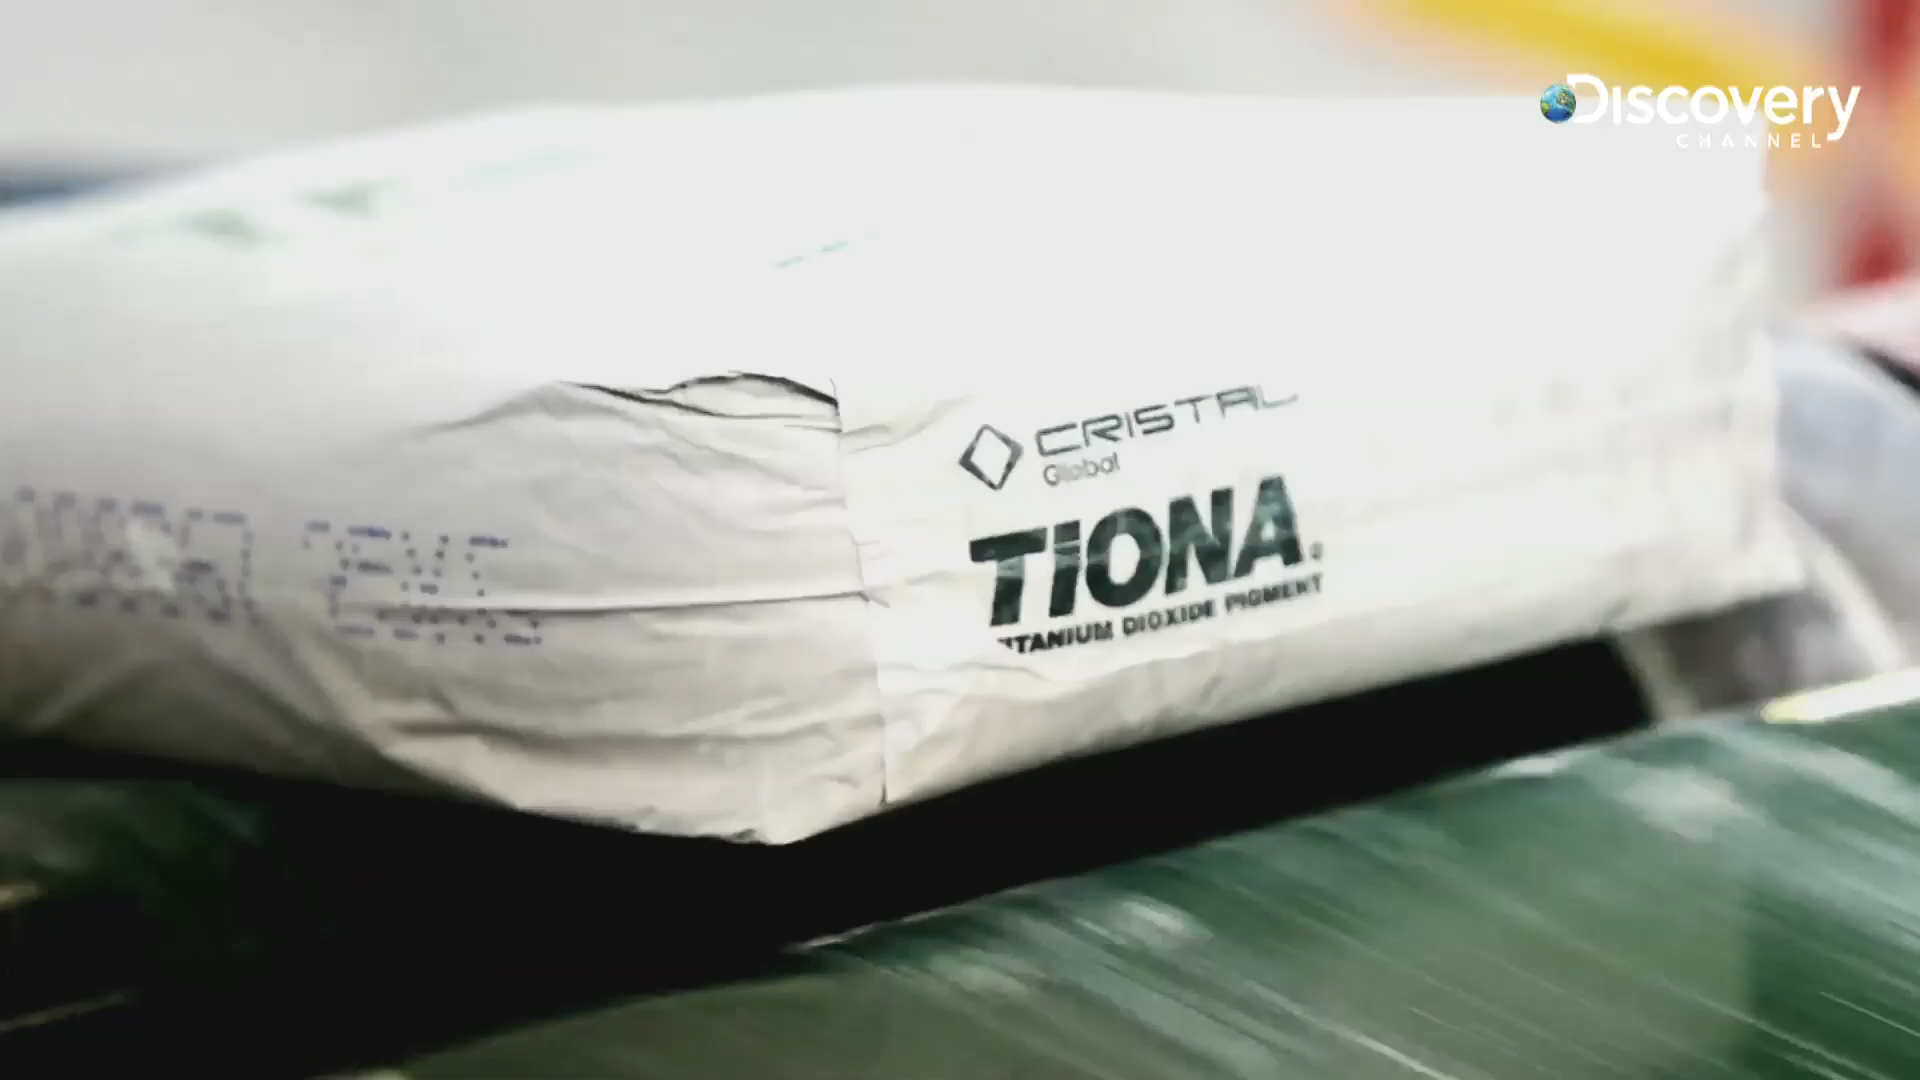 Discovery
CHANNEL
CRISTAL
Global
TIONA®
TITANIUM DIOXIDE PIGMENT